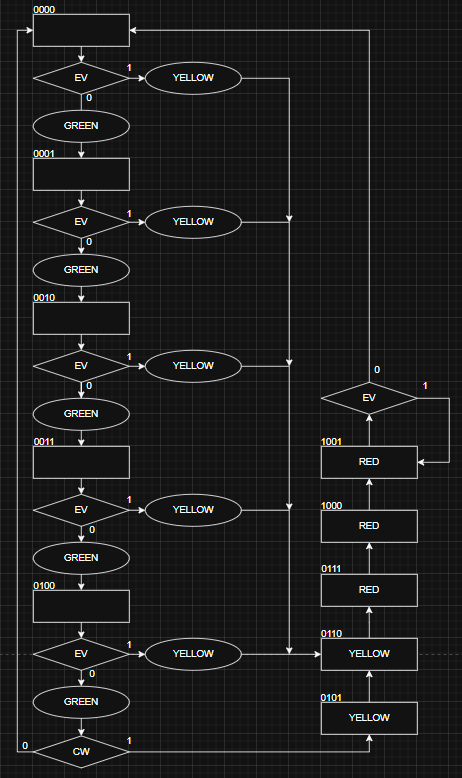 0000
EV
1
YELLOW
0
GREEN
0001
EV
1
YELLOW
0
GREEN
0010
EV
1
YELLOW
0
GREEN
0011
EV
1
YELLOW
0
GREEN
0100
EV
1
YELLOW
0
GREEN
CW
0
1
0101
YELLOW
0110
YELLOW
0111
RED
1000
RED
1001
RED
EV
0
1